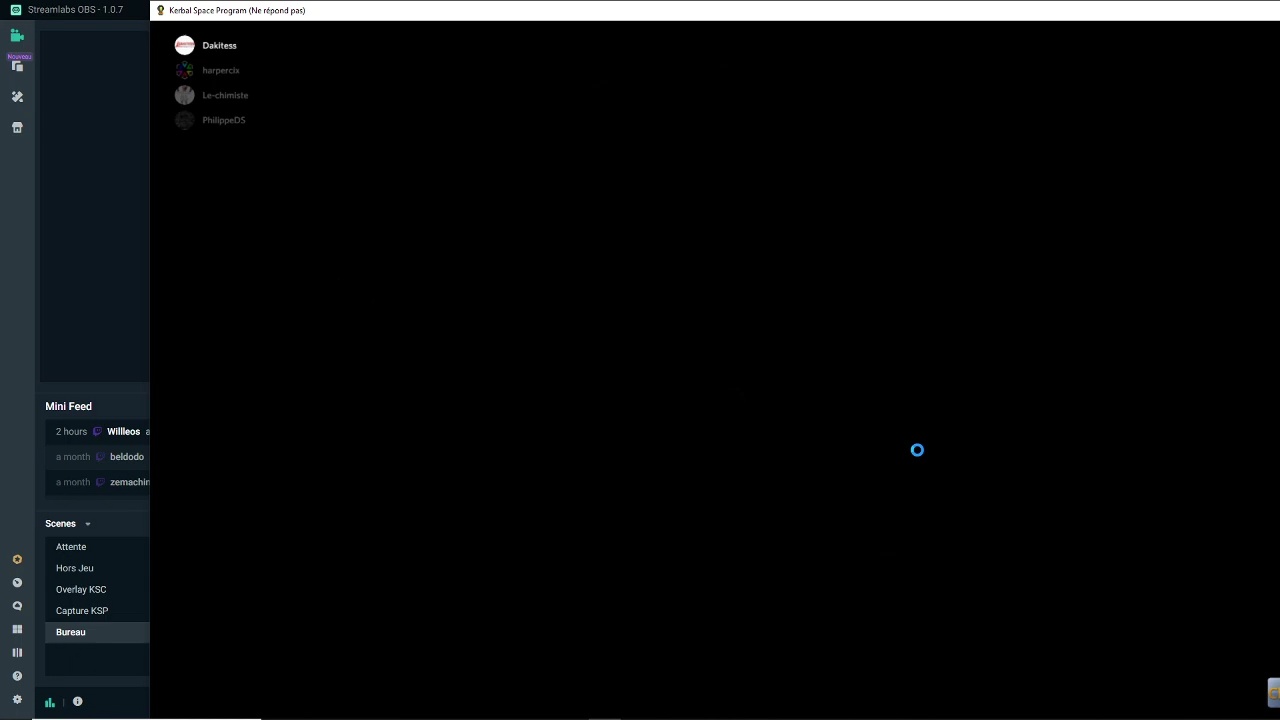 Streamlabs OBS - 1.0.7
Kerbal Space Program (Ne répond pas)
Nouveau
Dakitess
harpercix
Le-chimiste
PhilippeDS
Mini Feed
2 hours Willleos a
a month beldodo
a month zemachin
Scenes
Attente
Hors Jeu
Overlay KSC
Capture KSP
Bureau